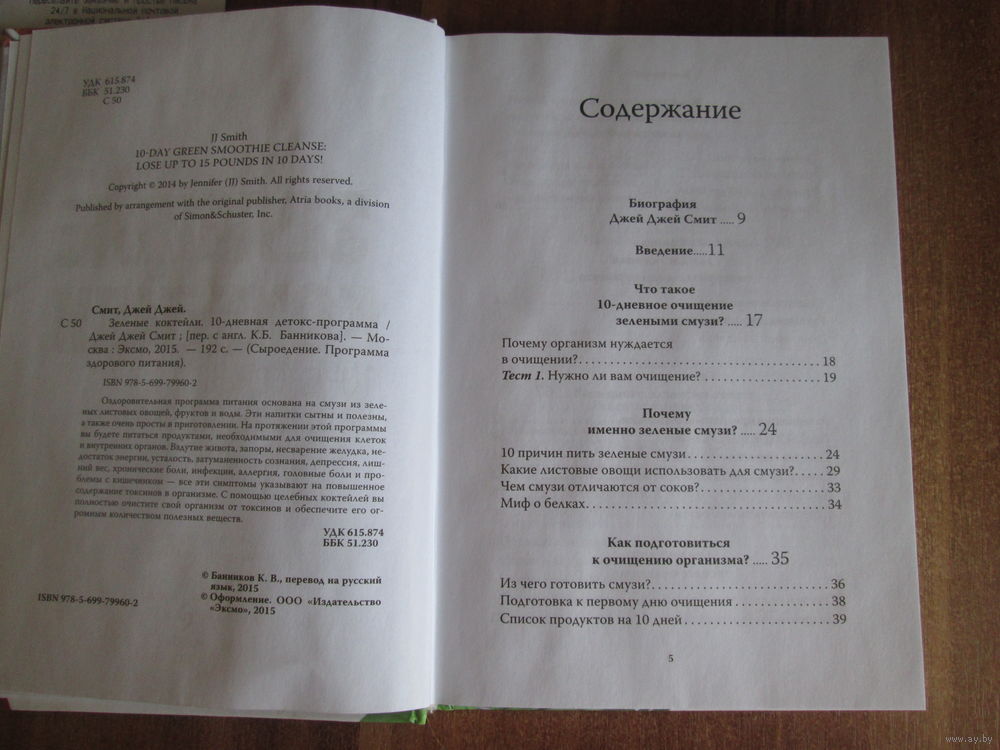 Пересылайте заказные и простые письма
24/7 в Национальной почтовой
электронной системе
УДК 615.874
ББК 51.230
С 50
JJ Smith
10-DAY GREEN SMOOTHIE CLEANSE:
LOSE UP TO 15 POUNDS IN 10 DAYS!
Copyright © 2014 by Jennifer (JJ) Smith. All rights reserved.
Published by arrangement with the original publisher, Atria books, a division
of Simon&Schuster, Inc.
Смит, Джей Джей.
С 50 Зеленые коктейли. 10-дневная детокс-программа /
Джей Джей Смит ; [пер. с англ. К.Б. Банникова]. — Мо-
сква : Эксмо, 2015. — 192 с. — (Сыроедение. Программа
здорового питания).
ISBN 978-5-699-79960-2
Оздоровительная программа питания основана на смузи из зеле-
ных листовых овощей, фруктов и воды. Эти напитки сытны и полезны,
а также очень просты в приготовлении. На протяжении этой программы
вы будете питаться продуктами, необходимыми для очищения клеток
и внутренних органов. Вздутие живота, запоры, несварение желудка, не-
достаток энергии, усталость, затуманенность сознания, депрессия, лиш-
ний вес, хронические боли, инфекции, аллергия, головные боли и про-
блемы с кишечником — все эти симптомы указывают на повышенное
содержание токсинов в организме. С помощью целебных коктейлей вы
полностью очистите свой организм от токсинов и обеспечите его ог-
ромным количеством полезных веществ.
УДК 615.874
ББК 51.230
© Банников К. В., перевод на русский
язык, 2015
© Оформление. ООО «Издательство
«Эксмо», 2015
ISBN 978-5-699-79960-2
Содержание
Биография
Джей Джей Смит ..... 9
Введение.....11
Что такое
10-дневное очищение
зелеными смузи? ..... 17
Почему организм нуждается
в очищении? ..... 18
Тест 1. Нужно ли вам очищение? ..... 19
Почему
именно зеленые смузи? ..... 24
10 причин пить зеленые смузи ..... 24
Какие листовые овощи использовать для смузи? ..... 29
Чем смузи отличаются от соков? ..... 33
Миф о белках ..... 34
Как подготовиться
к очищению организма? ..... 35
Из чего готовить смузи? ..... 36
Подготовка к первому дню очищения ..... 38
Список продуктов на 10 дней ..... 39
5
www.ay.by